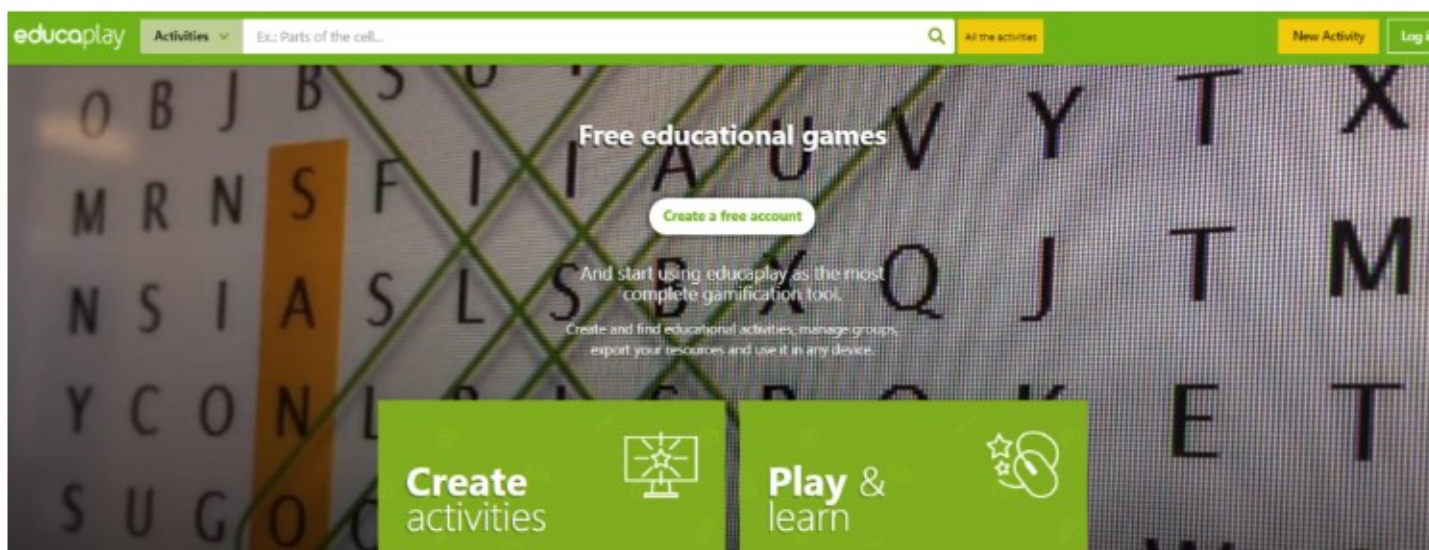 educaplay Activities Ex.: Parts of the cell... All the activities New Activity Log i
O B J B S U I
Free educational games
M R N S F I I A U V Y T X
Create a free account
And start using educaplay as the most
complete gamification tool.
N S I A S L S B X Q J T M
Create and find educational activities, manage groups,
export your resources and use it in any device.
Y C O N L
E T
S U G O
Create
activities
Play &
learn